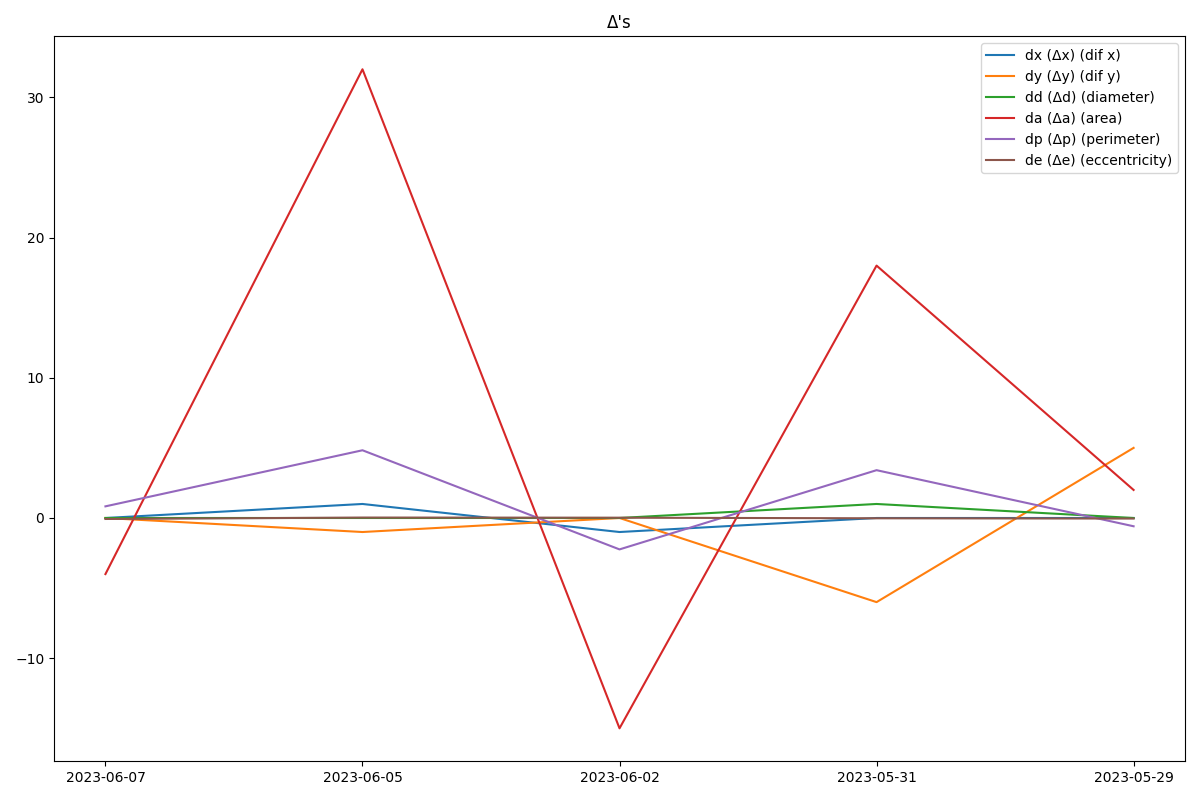 Δ's
dx (Δx) (dif x)
dy (Δy) (dif y)
dd (Δd) (diameter)
da (Δa) (area)
dp (Δp) (perimeter)
de (Δe) (eccentricity)
30
20
10
0
−10
2023-06-07 2023-06-05 2023-06-02 2023-05-31 2023-05-29